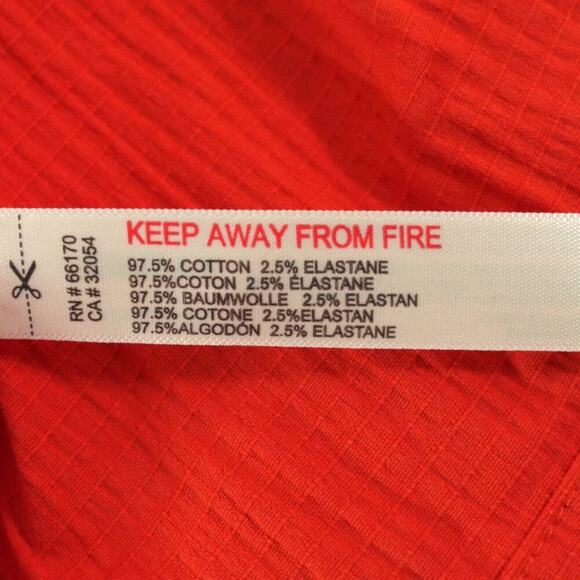 RN # 66170
CA # 32054
KEEP AWAY FROM FIRE
97.5% COTTON 2.5% ELASTANE
97.5%COTON 2.5% ELASTANE
97.5% BAUMWOLLE 2.5% ELASTAN
97.5% COTONE 2.5%ELASTAN
97.5%ALGODÓN 2.5% ELASTANE